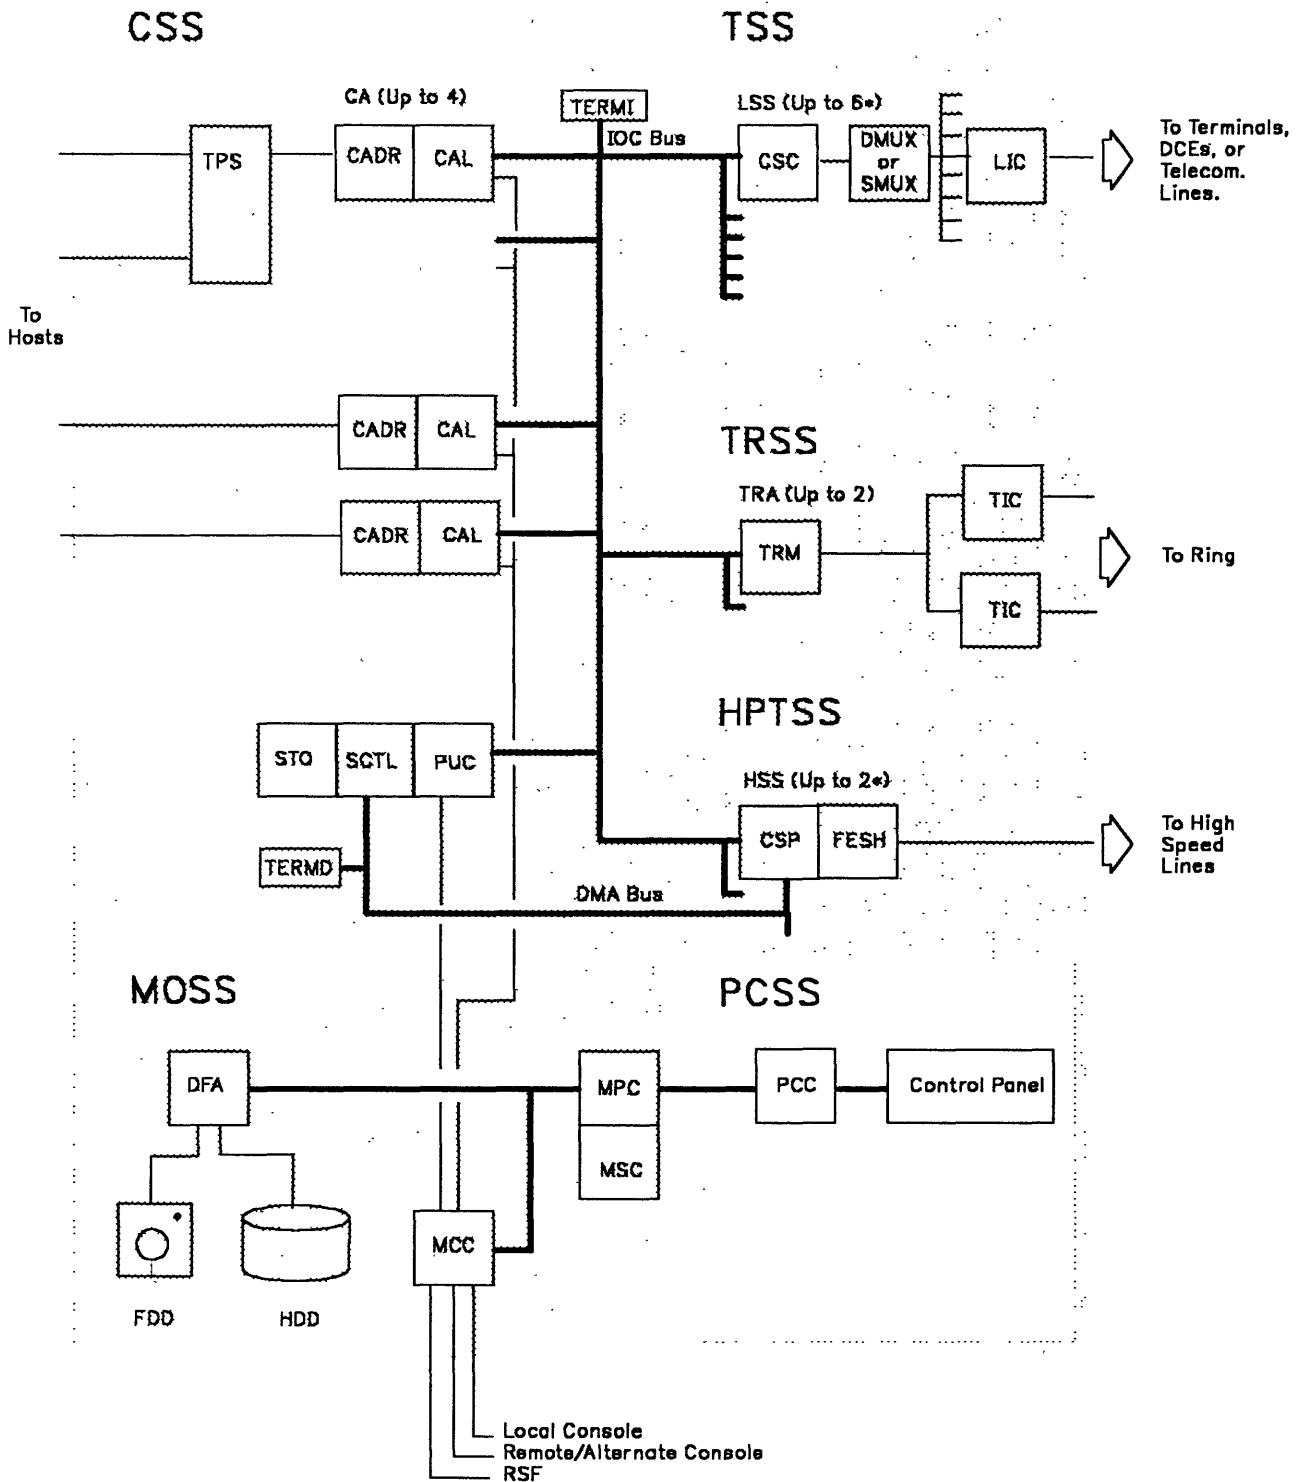 CSS
TSS
CA (Up to 4)
TERMI
LSS (Up to 6*)
IOC Bus
TPS
CADR
CAL
CSC
DMUX
or
SMUX
LIC
To Terminals,
DCEs, or
Telecom.
Lines.
To
Hosts
CADR
CAL
TRSS
TRA (Up to 2)
TIC
CADR
CAL
TRM
To Ring
TIC
HPTSS
STO
SCTL
PUC
HSS (Up to 2*)
CSP
FESH
To High
Speed
Lines
TERMD
DMA Bus
MOSS
PCSS
DFA
MPC
PCC
Control Panel
MSC
MCC
FDD
HDD
Local Console
Remote/Alternate Console
RSF